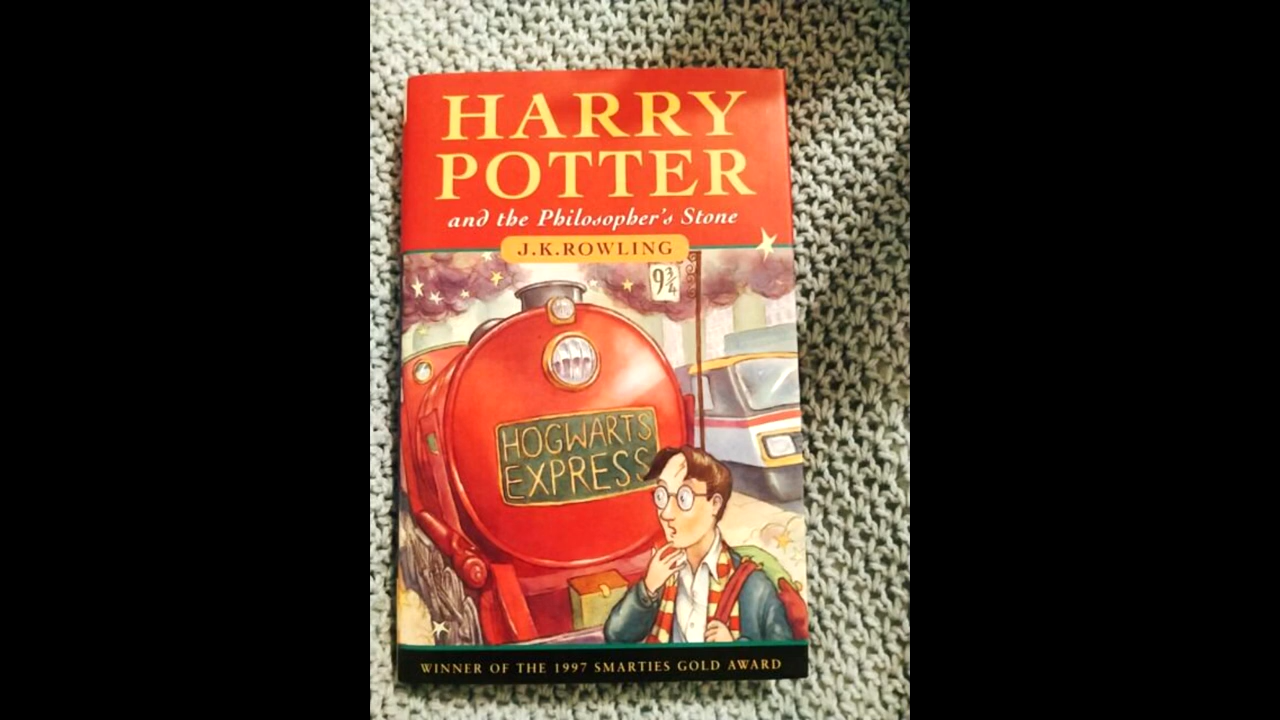 HARRY
POTTER
and the Philosopher's Stone
J.K.ROWLING
9¾
HOGWARTS
EXPRESS
WINNER OF THE 1997 SMARTIES GOLD AWARD